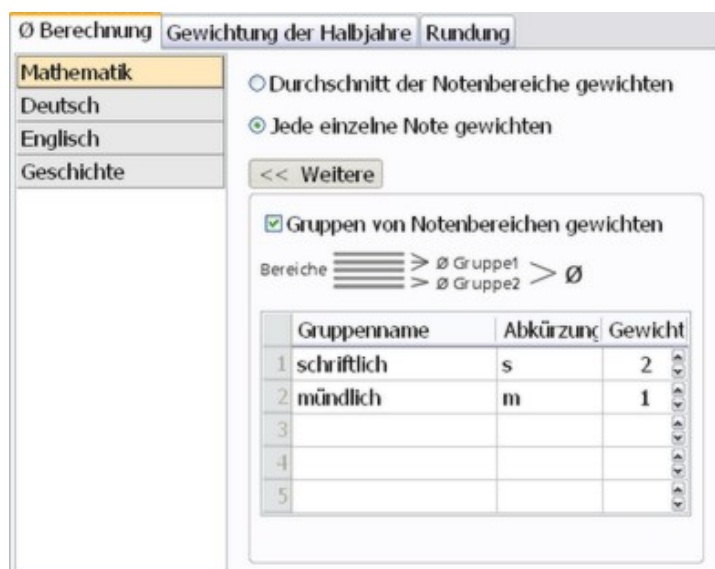 Ø Berechnung Gewichtung der Halbjahre Rundung
Mathematik
Deutsch
Englisch
Geschichte
Durchschnitt der Notenbereiche gewichten
Jede einzelne Note gewichten
<< Weitere
Gruppen von Notenbereichen gewichten
Bereiche
Ø Gruppe1
Ø Gruppe2
Ø
Gruppenname Abkürzung Gewicht
1 schriftlich s 2
2 mündlich m 1
3
4
5